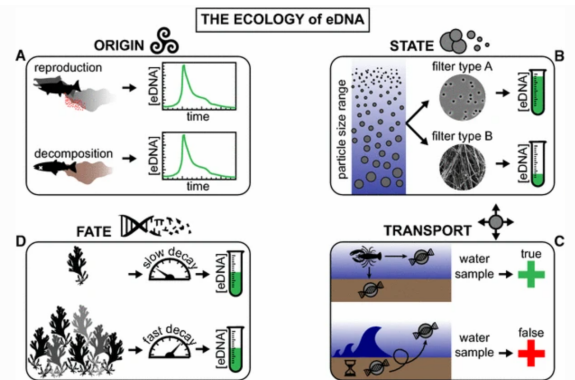 THE ECOLOGY of eDNA
A
ORIGIN
reproduction
[eDNA]
time
decomposition
[eDNA]
time
STATE
B
particle size range
filter type A
[eDNA]
filter type B
[eDNA]
D
FATE
slow decay
[eDNA]
fast decay
[eDNA]
TRANSPORT
C
water
sample
true
water
sample
false